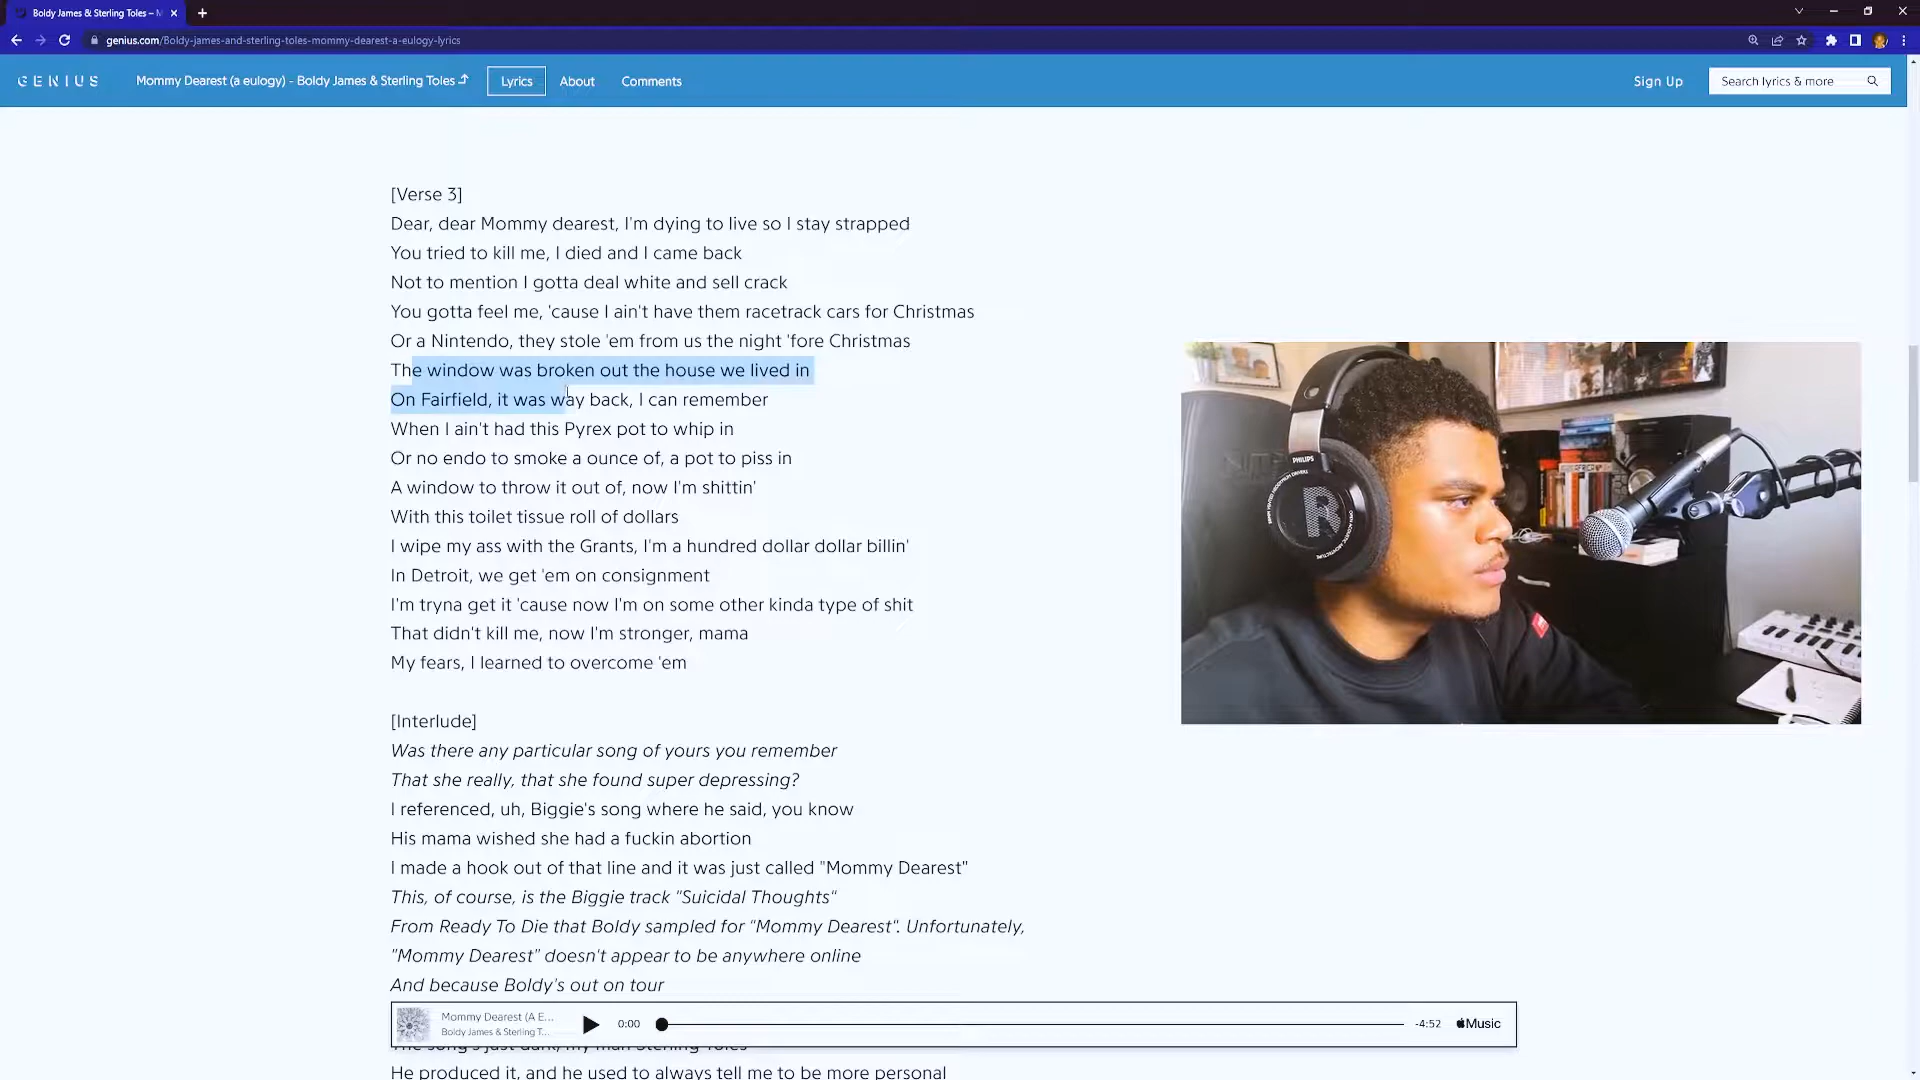 Boldy James & Sterling Toles – M
genius.com/Boldy-james-and-sterling-toles-mommy-dearest-a-eulogy-lyrics
GENIUS
Mommy Dearest (a eulogy) - Boldy James & Sterling Toles
Lyrics
About
Comments
Sign Up
Search lyrics & more
[Verse 3]
Dear, dear Mommy dearest, I'm dying to live so I stay strapped
You tried to kill me, I died and I came back
Not to mention I gotta deal white and sell crack
You gotta feel me, 'cause I ain't have them racetrack cars for Christmas
Or a Nintendo, they stole 'em from us the night 'fore Christmas
The window was broken out the house we lived in
On Fairfield, it was way back, I can remember
When I ain't had this Pyrex pot to whip in
Or no endo to smoke a ounce of, a pot to piss in
A window to throw it out of, now I'm shittin'
With this toilet tissue roll of dollars
I wipe my ass with the Grants, I'm a hundred dollar dollar billin'
In Detroit, we get 'em on consignment
I'm tryna get it 'cause now I'm on some other kinda type of shit
That didn't kill me, now I'm stronger, mama
My fears, I learned to overcome 'em
[Interlude]
Was there any particular song of yours you remember
That she really, that she found super depressing?
I referenced, uh, Biggie's song where he said, you know
His mama wished she had a fuckin abortion
I made a hook out of that line and it was just called "Mommy Dearest"
This, of course, is the Biggie track "Suicidal Thoughts"
From Ready To Die that Boldy sampled for "Mommy Dearest". Unfortunately,
"Mommy Dearest" doesn't appear to be anywhere online
And because Boldy's out on tour
Mommy Dearest (A E...
Boldy James & Sterling T...
0:00
-4:52
Music
The song's just dark, my man Sterling Toles
He produced it, and he used to always tell me to be more personal
PHILIPS
R